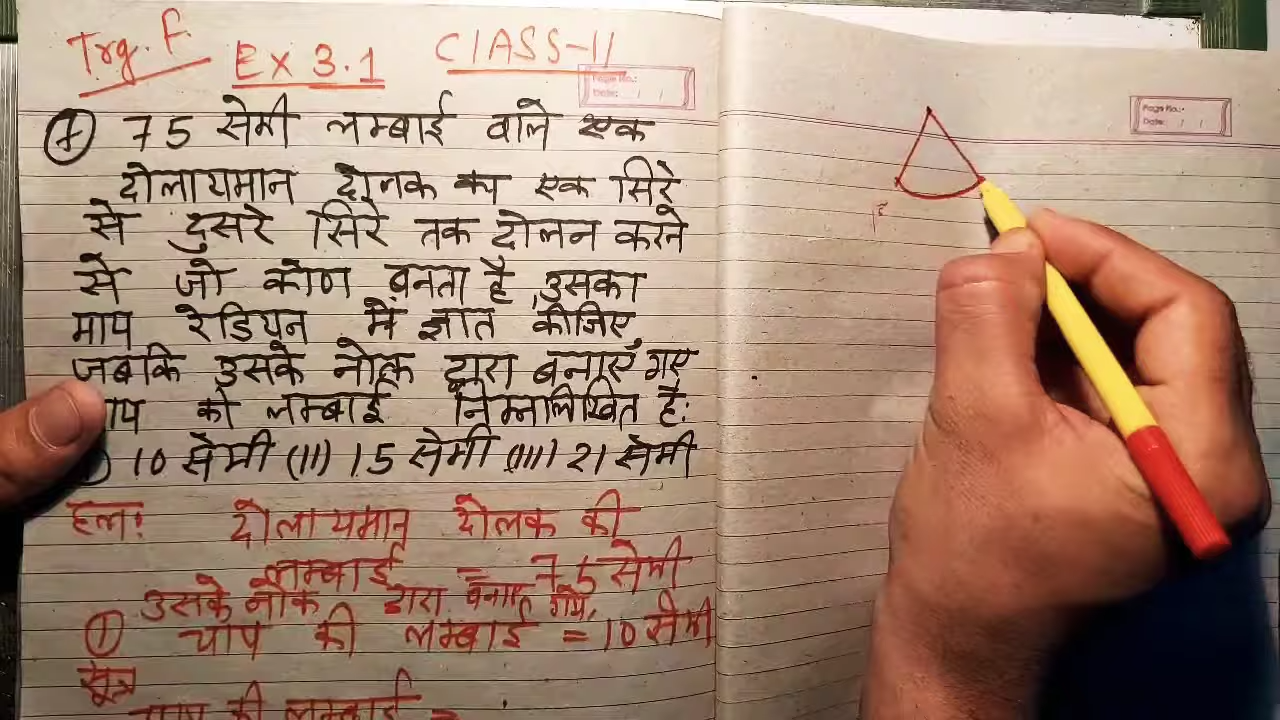 Trg. F. Ex 3.1 CLASS-11
Page No.:
Date: / /
7 75 सेमी लम्बाई वाले एक
दोलायमान दोलक का एक सिरे
से दुसरे सिरे तक दोलन करने
से जो कोण बनता है, उसका
माप रेडियन में ज्ञात कीजिए
जबकि उसके नोक द्वारा बनाएँ गए
ाप की लम्बाई निम्नलिखित है:
10 सेमी (II) 15 सेमी (III) 21 सेमी
हल: दोलायमान दोलक की
लम्बाई = 75 सेमी
उसके नोक द्वारा बनाए गये,
(I) चाप की लम्बाई = 10 सेमी
सूत्र
चाप की लम्बाई =
Page No.:
Date: / /